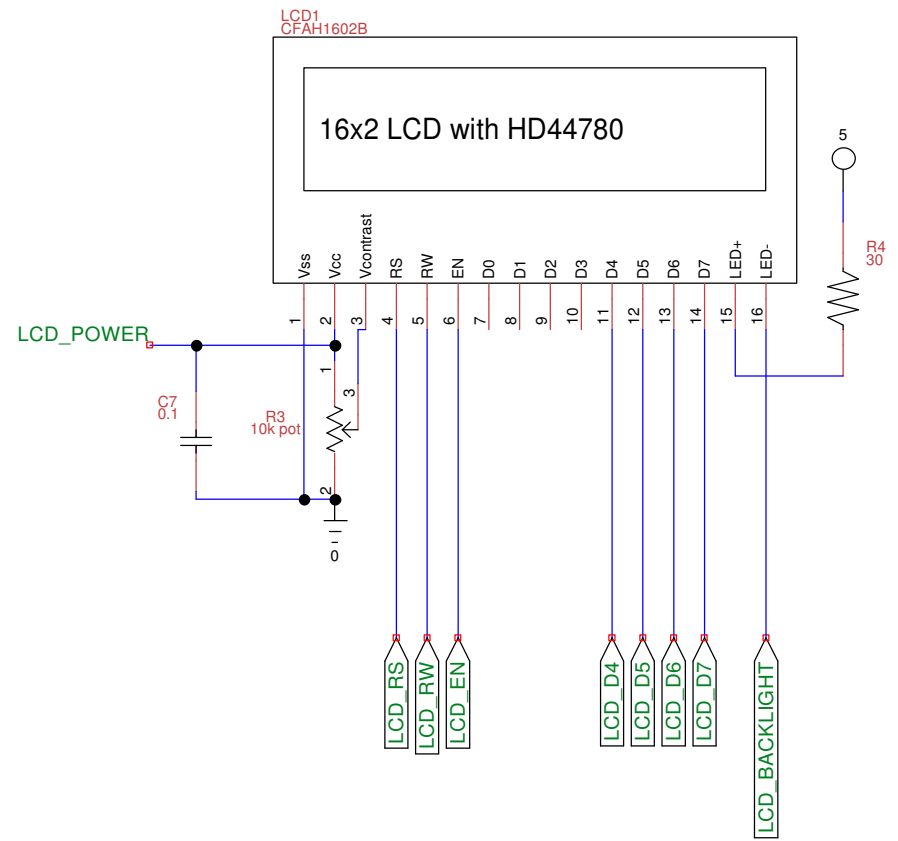 LCD1
CFAH1602B
16x2 LCD with HD44780
5
R4
30
Vss
Vcc
Vcontrast
RS
RW
EN
D0
D1
D2
D3
D4
D5
D6
D7
LED+
LED-
1
2
3
4
5
6
7
8
9
10
11
12
13
14
15
16
LCD_POWER
1
3
C7
0.1
R3
10k pot
2
0
LCD_RS
LCD_RW
LCD_EN
LCD_D4
LCD_D5
LCD_D6
LCD_D7
LCD_BACKLIGHT